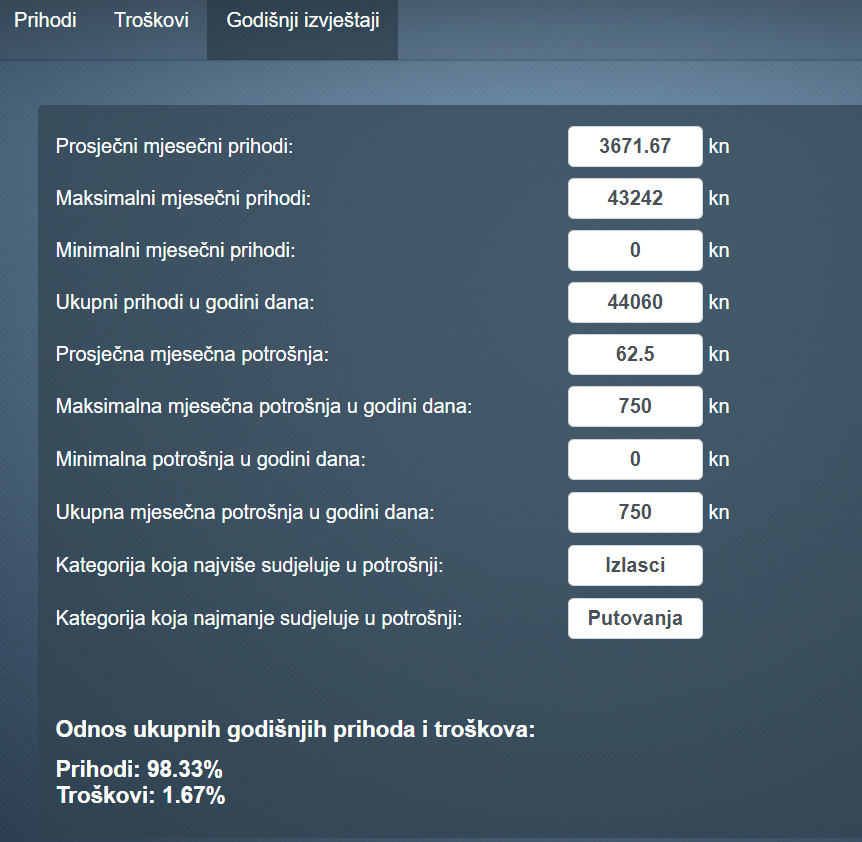 Prihodi Troškovi Godišnji izvještaji
Prosječni mjesečni prihodi: 3671.67 kn
Maksimalni mjesečni prihodi: 43242 kn
Minimalni mjesečni prihodi: 0 kn
Ukupni prihodi u godini dana: 44060 kn
Prosječna mjesečna potrošnja: 62.5 kn
Maksimalna mjesečna potrošnja u godini dana: 750 kn
Minimalna potrošnja u godini dana: 0 kn
Ukupna mjesečna potrošnja u godini dana: 750 kn
Kategorija koja najviše sudjeluje u potrošnji: Izlasci
Kategorija koja najmanje sudjeluje u potrošnji: Putovanja
Odnos ukupnih godišnjih prihoda i troškova:
Prihodi: 98.33%
Troškovi: 1.67%